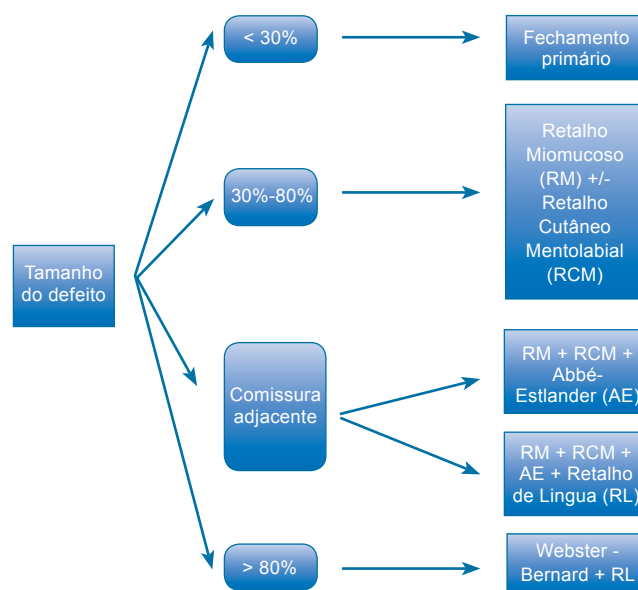 Tamanho
do defeito
< 30%
Fechamento
primário
30%-80%
Retalho
Miomucoso
(RM) +/-
Retalho
Cutâneo
Mentolabial
(RCM)
Comissura
adjacente
RM + RCM +
Abbé-
Estlander (AE)
RM + RCM +
AE + Retalho
de Lingua (RL)
> 80%
Webster -
Bernard + RL